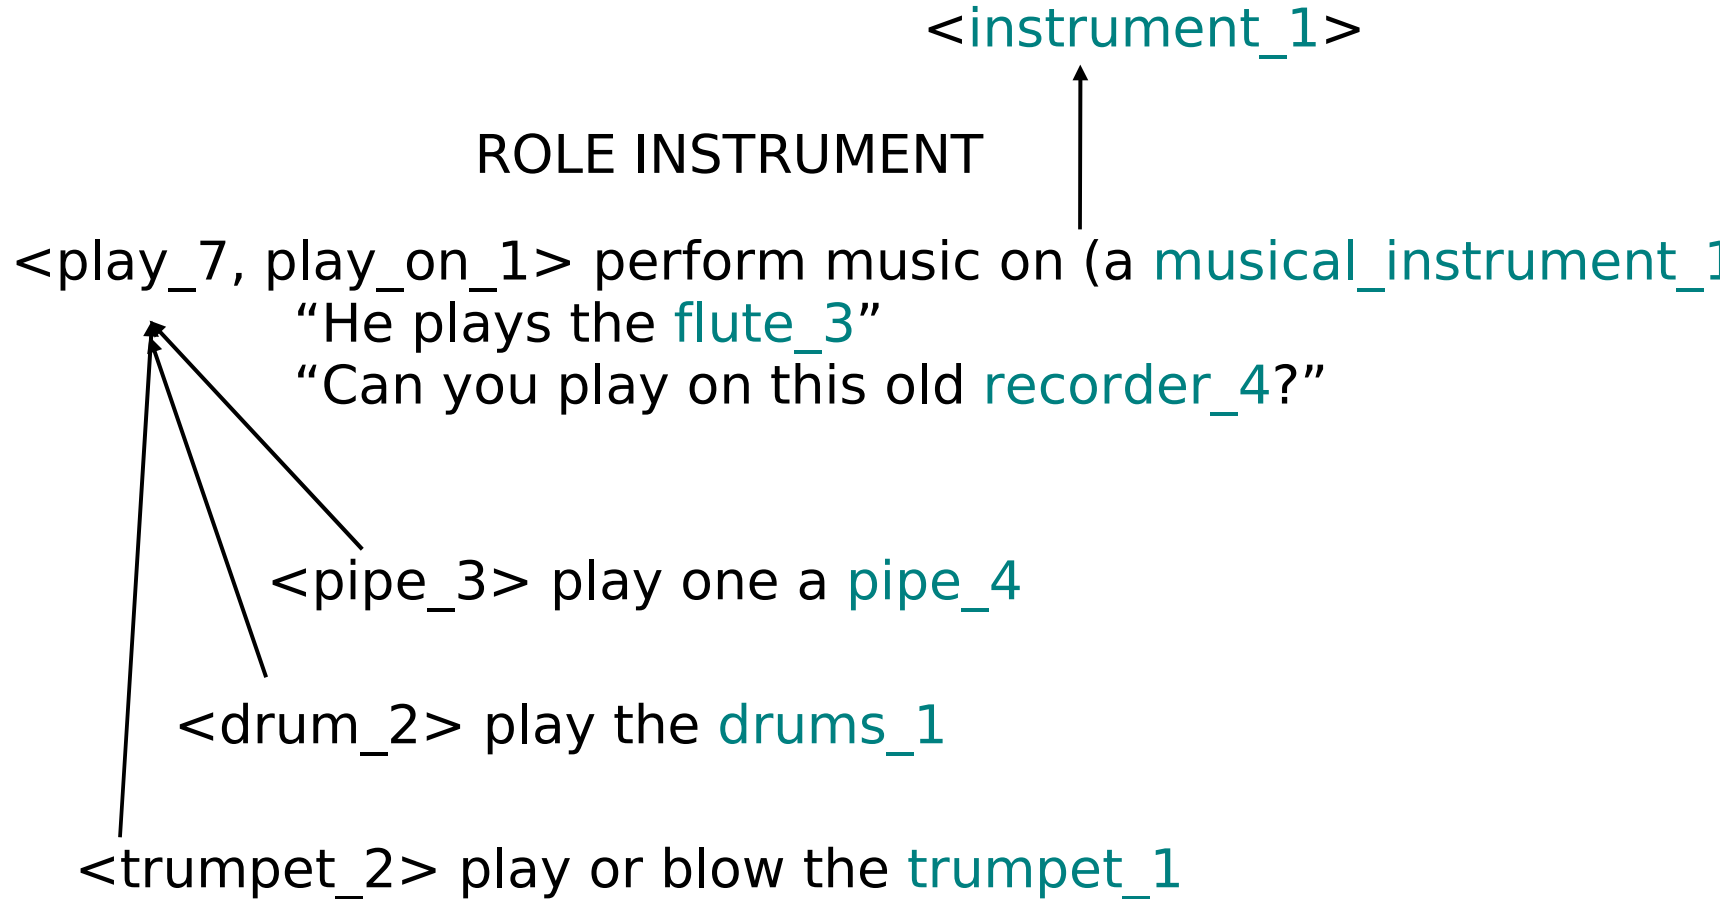 <instrument_1>
ROLE INSTRUMENT
<play_7, play_on_1> perform music on (a musical_instrument_1
“He plays the flute_3”
“Can you play on this old recorder_4?”
<pipe_3> play one a pipe_4
<drum_2> play the drums_1
<trumpet_2> play or blow the trumpet_1